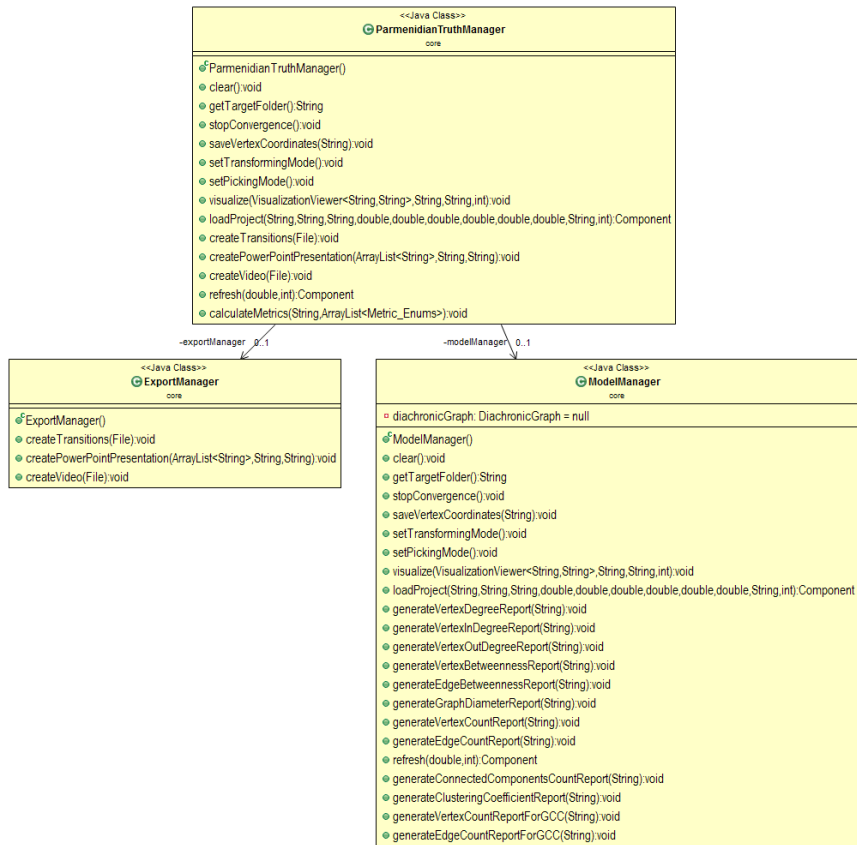 <<Java Class>>
ParmenidianTruthManager
core
ParmenidianTruthManager()
clear():void
getTargetFolder():String
stopConvergence():void
saveVertexCoordinates(String):void
setTransformingMode():void
setPickingMode():void
visualize(VisualizationViewer<String,String>,String,String,int):void
loadProject(String,String,String,double,double,double,double,double,double,String,int):Component
createTransitions(File):void
createPowerPointPresentation(ArrayList<String>,String,String):void
createVideo(File):void
refresh(double,int):Component
calculateMetrics(String,ArrayList<Metric_Enums>):void
-exportManager 0..1
-modelManager 0..1
<<Java Class>>
ExportManager
core
ExportManager()
createTransitions(File):void
createPowerPointPresentation(ArrayList<String>,String,String):void
createVideo(File):void
<<Java Class>>
ModelManager
core
diachronicGraph: DiachronicGraph = null
ModelManager()
clear():void
getTargetFolder():String
stopConvergence():void
saveVertexCoordinates(String):void
setTransformingMode():void
setPickingMode():void
visualize(VisualizationViewer<String,String>,String,String,int):void
loadProject(String,String,String,double,double,double,double,double,double,String,int):Component
generateVertexDegreeReport(String):void
generateVertexInDegreeReport(String):void
generateVertexOutDegreeReport(String):void
generateVertexBetweennessReport(String):void
generateEdgeBetweennessReport(String):void
generateGraphDiameterReport(String):void
generateVertexCountReport(String):void
generateEdgeCountReport(String):void
refresh(double,int):Component
generateConnectedComponentsCountReport(String):void
generateClusteringCoefficientReport(String):void
generateVertexCountReportForGCC(String):void
generateEdgeCountReportForGCC(String):void